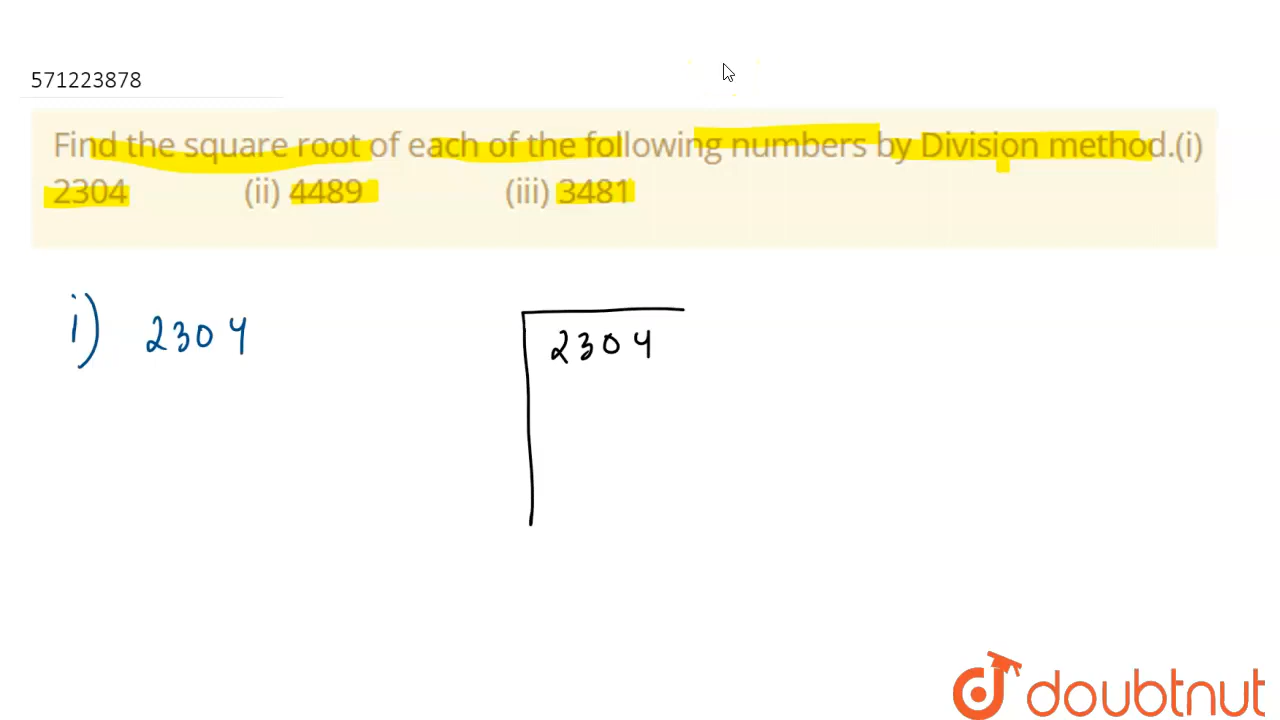 571223878
Find the square root of each of the following numbers by Division method.(i)
2304 (ii) 4489 (iii) 3481
i) 2304 2304
doubtnut